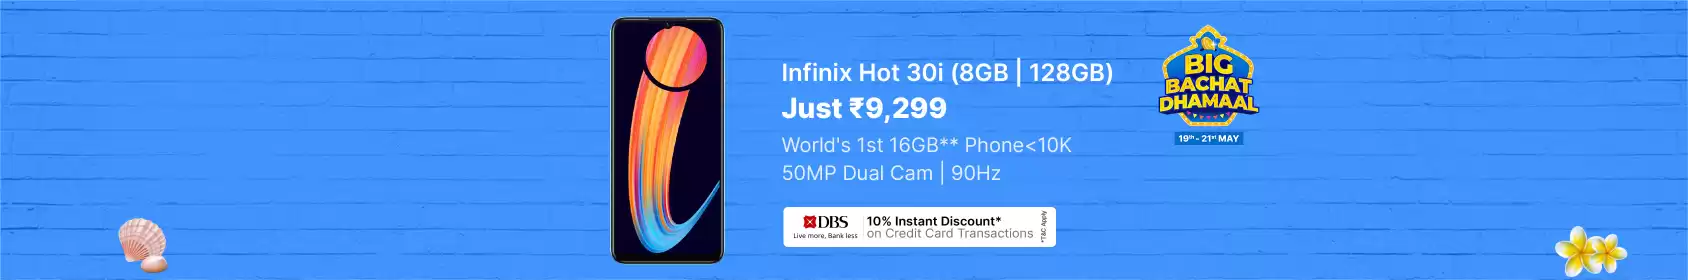 Infinix Hot 30i (8GB | 128GB)
Just ₹9,299
World's 1st 16GB** Phone<10K
50MP Dual Cam | 90Hz
DBS
Live more, Bank less
10% Instant Discount*
on Credit Card Transactions
*T&C Apply
BIG
BACHAT
DHAMAAL
19th - 21st MAY